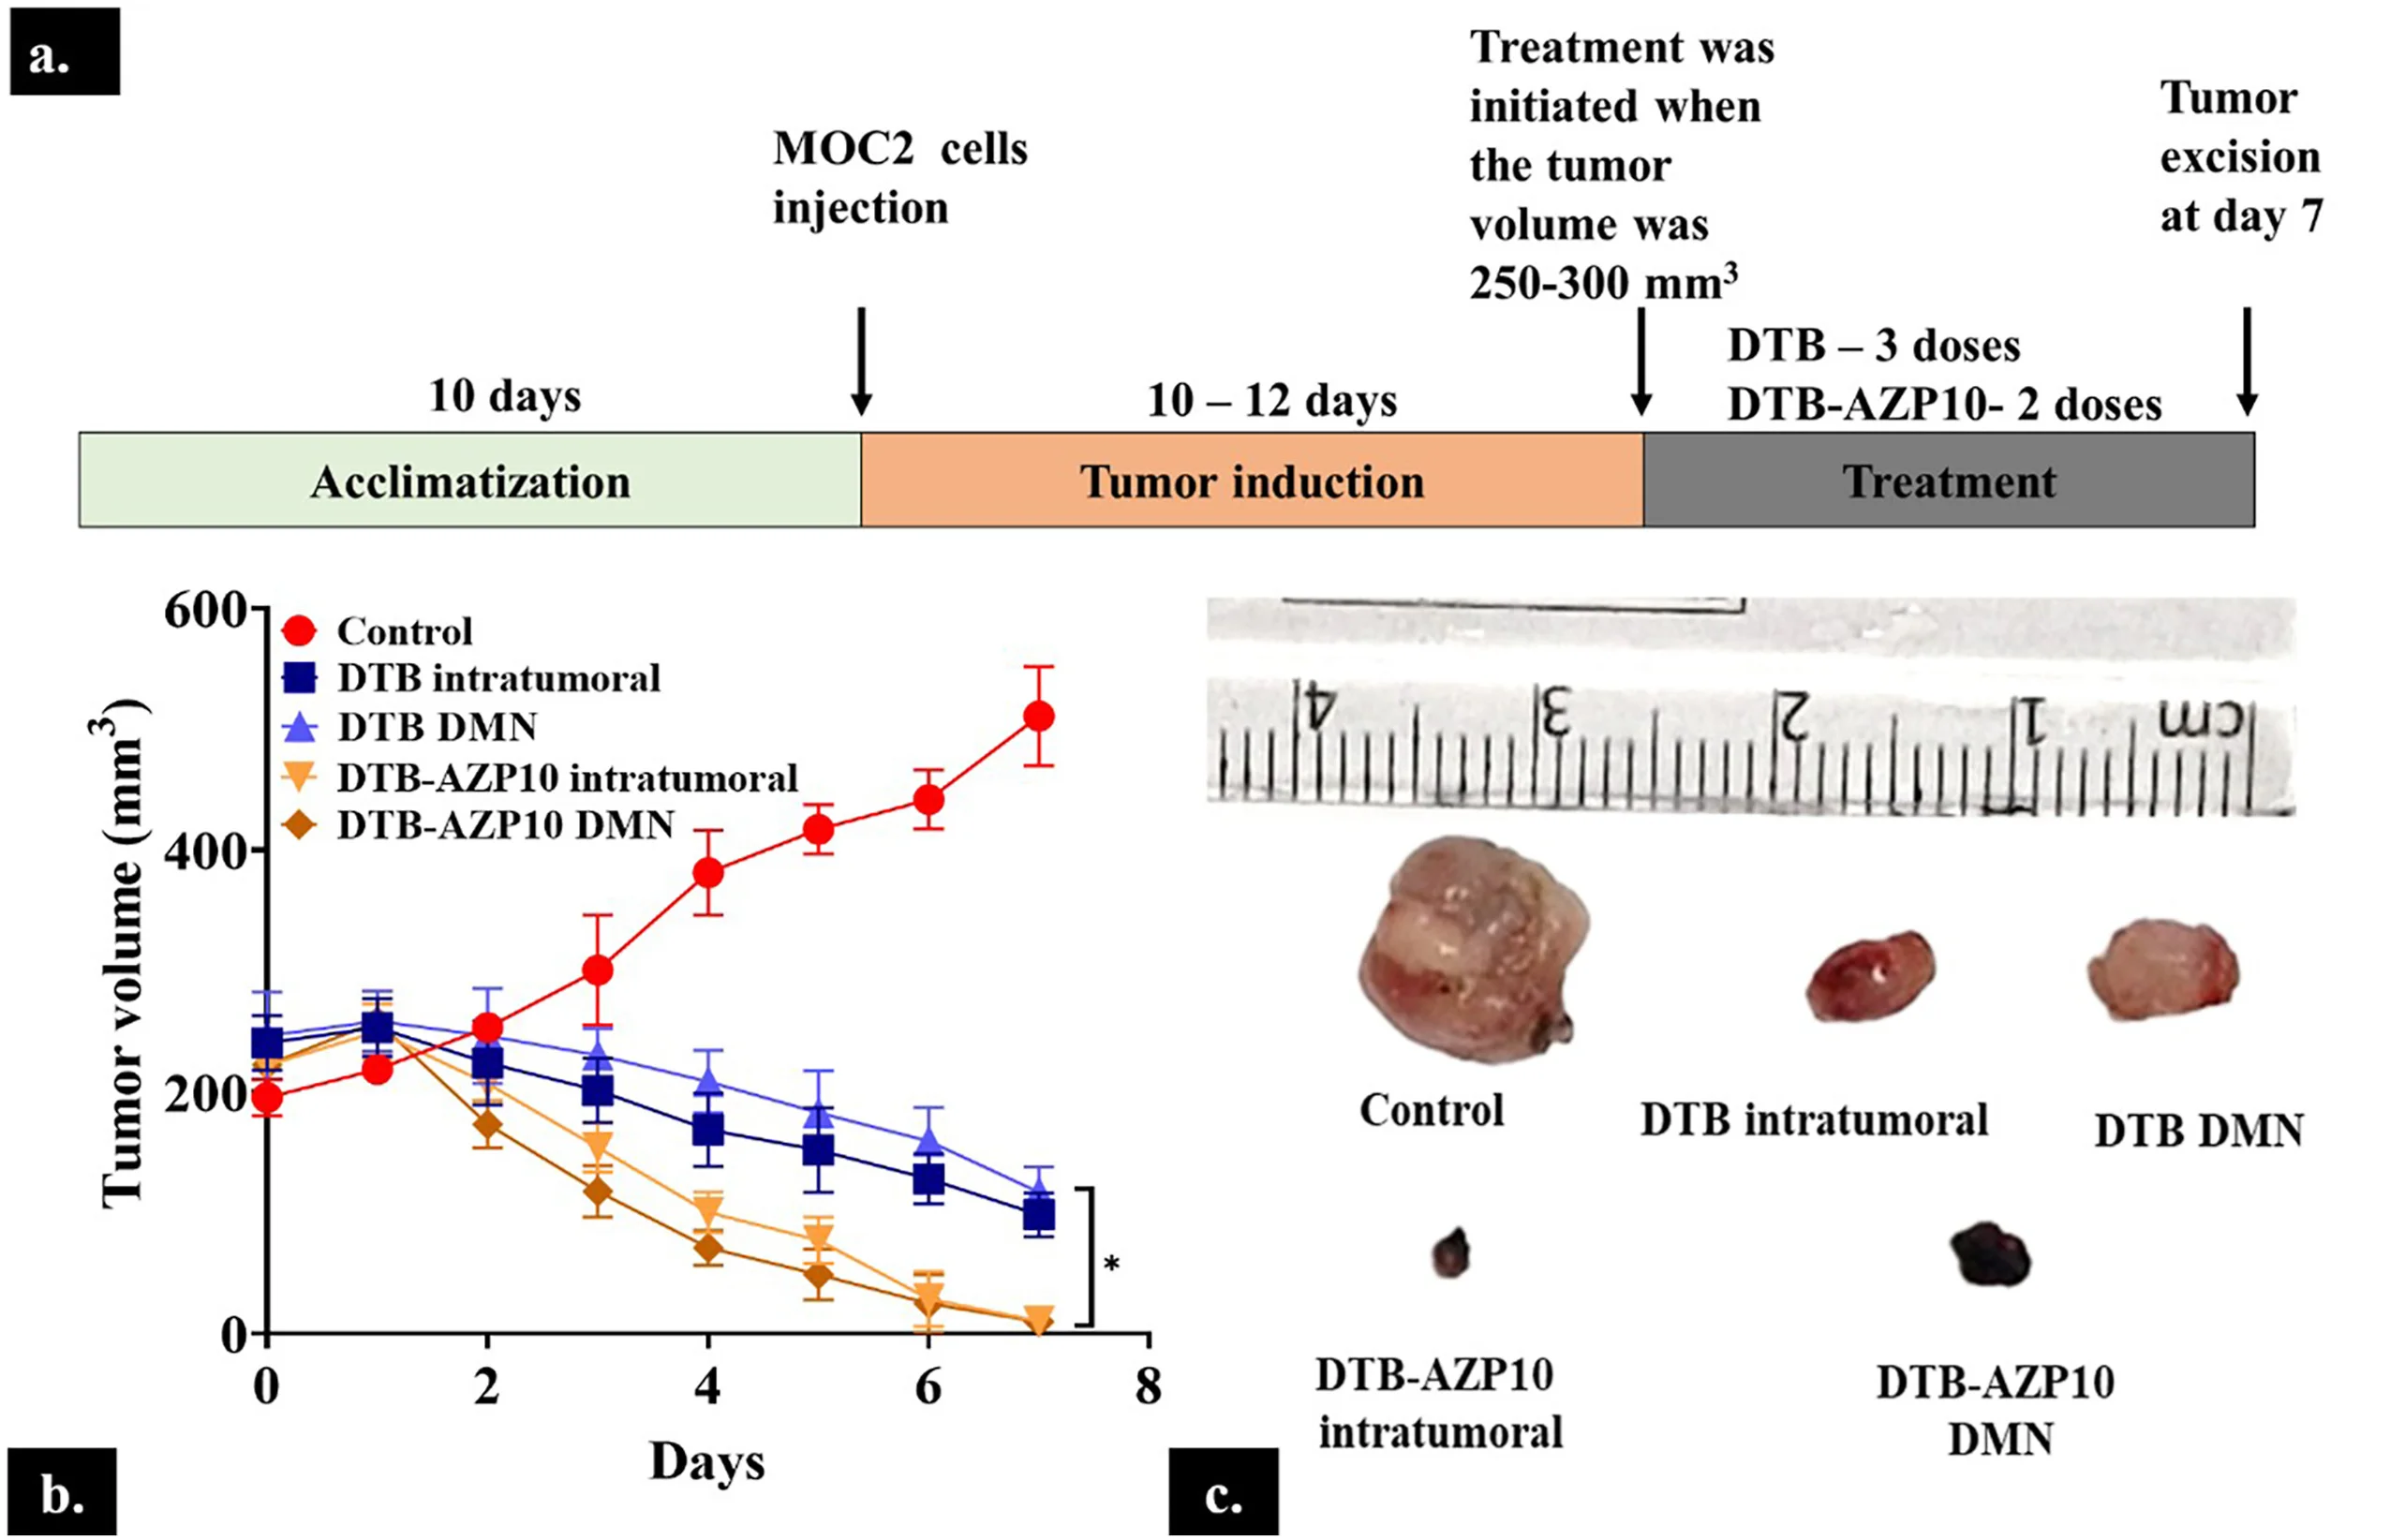 a.
MOC2 cells
injection
Treatment was
initiated when
the tumor
volume was
250-300 mm³
Tumor
excision
at day 7
10 days
10 – 12 days
DTB – 3 doses
DTB-AZP10- 2 doses
Acclimatization
Tumor induction
Treatment
Tumor volume (mm³)
600
400
200
0
Control
DTB intratumoral
DTB DMN
DTB-AZP10 intratumoral
DTB-AZP10 DMN
*
0 2 4 6 8
Days
b.
4 3 2 1 cm
Control
DTB intratumoral
DTB DMN
DTB-AZP10
intratumoral
DTB-AZP10
DMN
c.